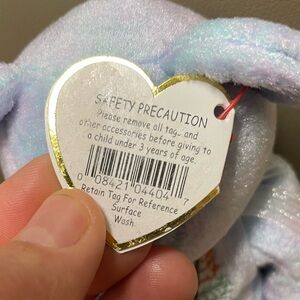 SAFETY PRECAUTION
Please remove all tags and
other accessories before giving to
a child under 3 years of age.
0 08421 04404 7
Retain Tag For Reference
Surface
Wash